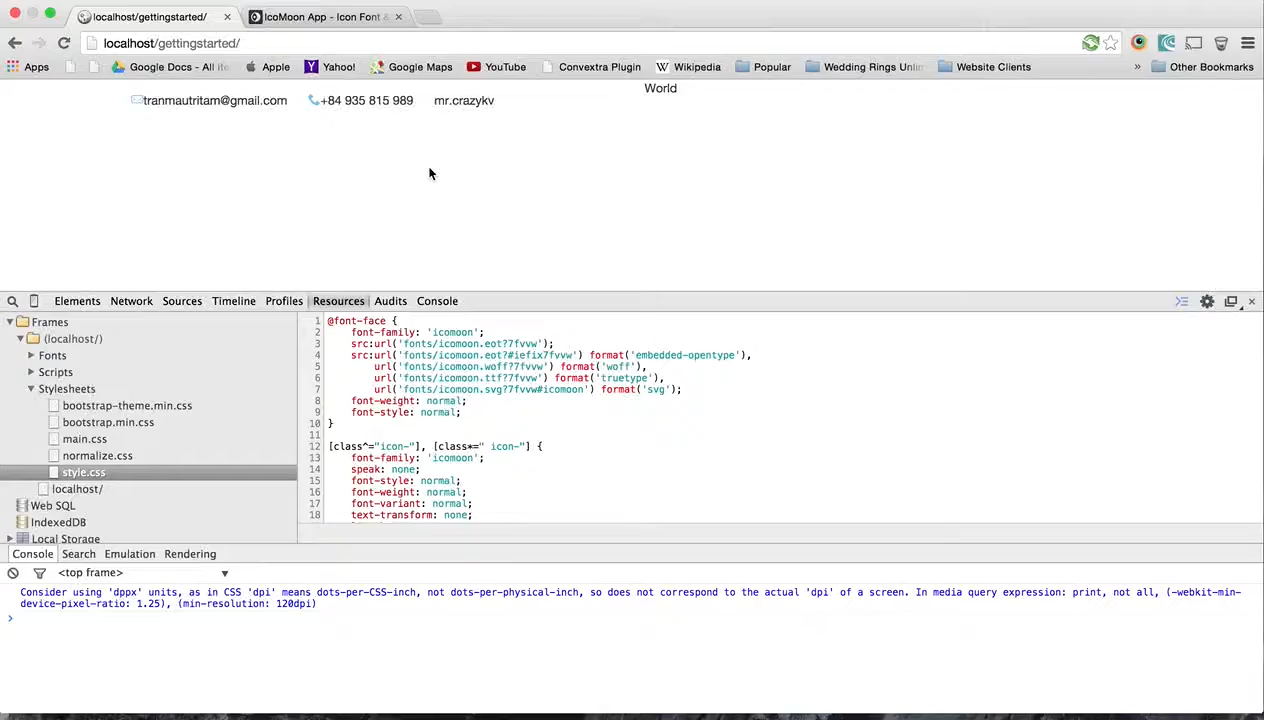 localhost/gettingstarted/
IcoMoon App - Icon Font &
localhost/gettingstarted/
Apps
Google Docs - All ite
Apple
Yahoo!
Google Maps
YouTube
Convextra Plugin
Wikipedia
Popular
Wedding Rings Unlim
Website Clients
»
Other Bookmarks
World
tranmautritam@gmail.com
+84 935 815 989
mr.crazykv
Elements
Network
Sources
Timeline
Profiles
Resources
Audits
Console
Frames
(localhost/)
Fonts
Scripts
Stylesheets
bootstrap-theme.min.css
bootstrap.min.css
main.css
normalize.css
style.css
localhost/
Web SQL
IndexedDB
Local Storage
1 @font-face {
2 font-family: 'icomoon';
3 src:url('fonts/icomoon.eot?7fvvw');
4 src:url('fonts/icomoon.eot?#iefix7fvvw') format('embedded-opentype'),
5 url('fonts/icomoon.woff?7fvvw') format('woff'),
6 url('fonts/icomoon.ttf?7fvvw') format('truetype'),
7 url('fonts/icomoon.svg?7fvvw#icomoon') format('svg');
8 font-weight: normal;
9 font-style: normal;
10 }
11
12 [class^="icon-"], [class*=" icon-"] {
13 font-family: 'icomoon';
14 speak: none;
15 font-style: normal;
16 font-weight: normal;
17 font-variant: normal;
18 text-transform: none;
Console
Search
Emulation
Rendering
<top frame>
Consider using 'dppx' units, as in CSS 'dpi' means dots-per-CSS-inch, not dots-per-physical-inch, so does not correspond to the actual 'dpi' of a screen. In media query expression: print, not all, (-webkit-min-
device-pixel-ratio: 1.25), (min-resolution: 120dpi)
>